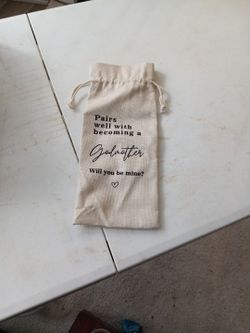 Pairs
well with
becoming a
Godmother
Will you be mine?